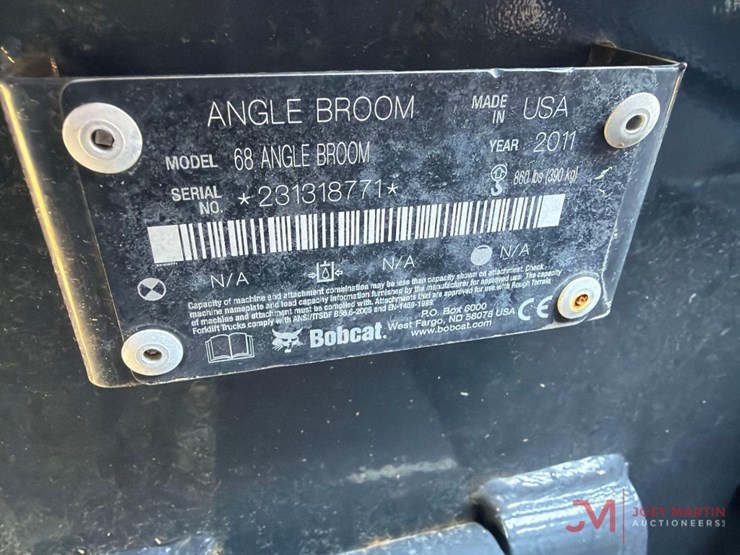 ANGLE BROOM MADE IN USA
MODEL 68 ANGLE BROOM YEAR 2011
SERIAL NO. *231318771* 860 lbs (390 kg)
N/A N/A N/A
Capacity of machine and attachment combination may be less than capacity shown on attachment. Check
machine nameplate and load capacity information furnished by the manufacturer for approved use. The capacity
of machine and attachment must be complied with. Attachments that are approved for use with Rough Terrain
Forklift Trucks comply with ANSI/ITSDF B56.6-2005 and EN-1459-1998.
Bobcat. P.O. Box 6000 CE
West Fargo, ND 58078 USA
www.bobcat.com
JM JOEY MARTIN
AUCTIONEERS